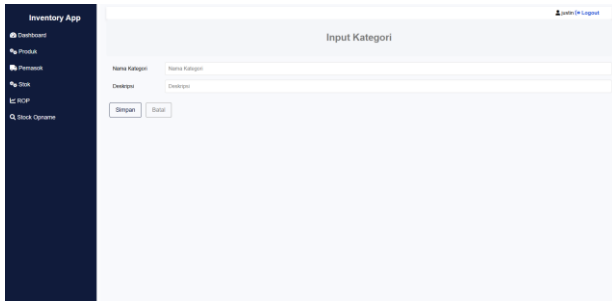 Inventory App
justin Logout
Dashboard
Produk
Pemasok
Stok
ROP
Stock Opname
Input Kategori
Nama Kategori Nama Kategori
Deskripsi Deskripsi
Simpan Batal